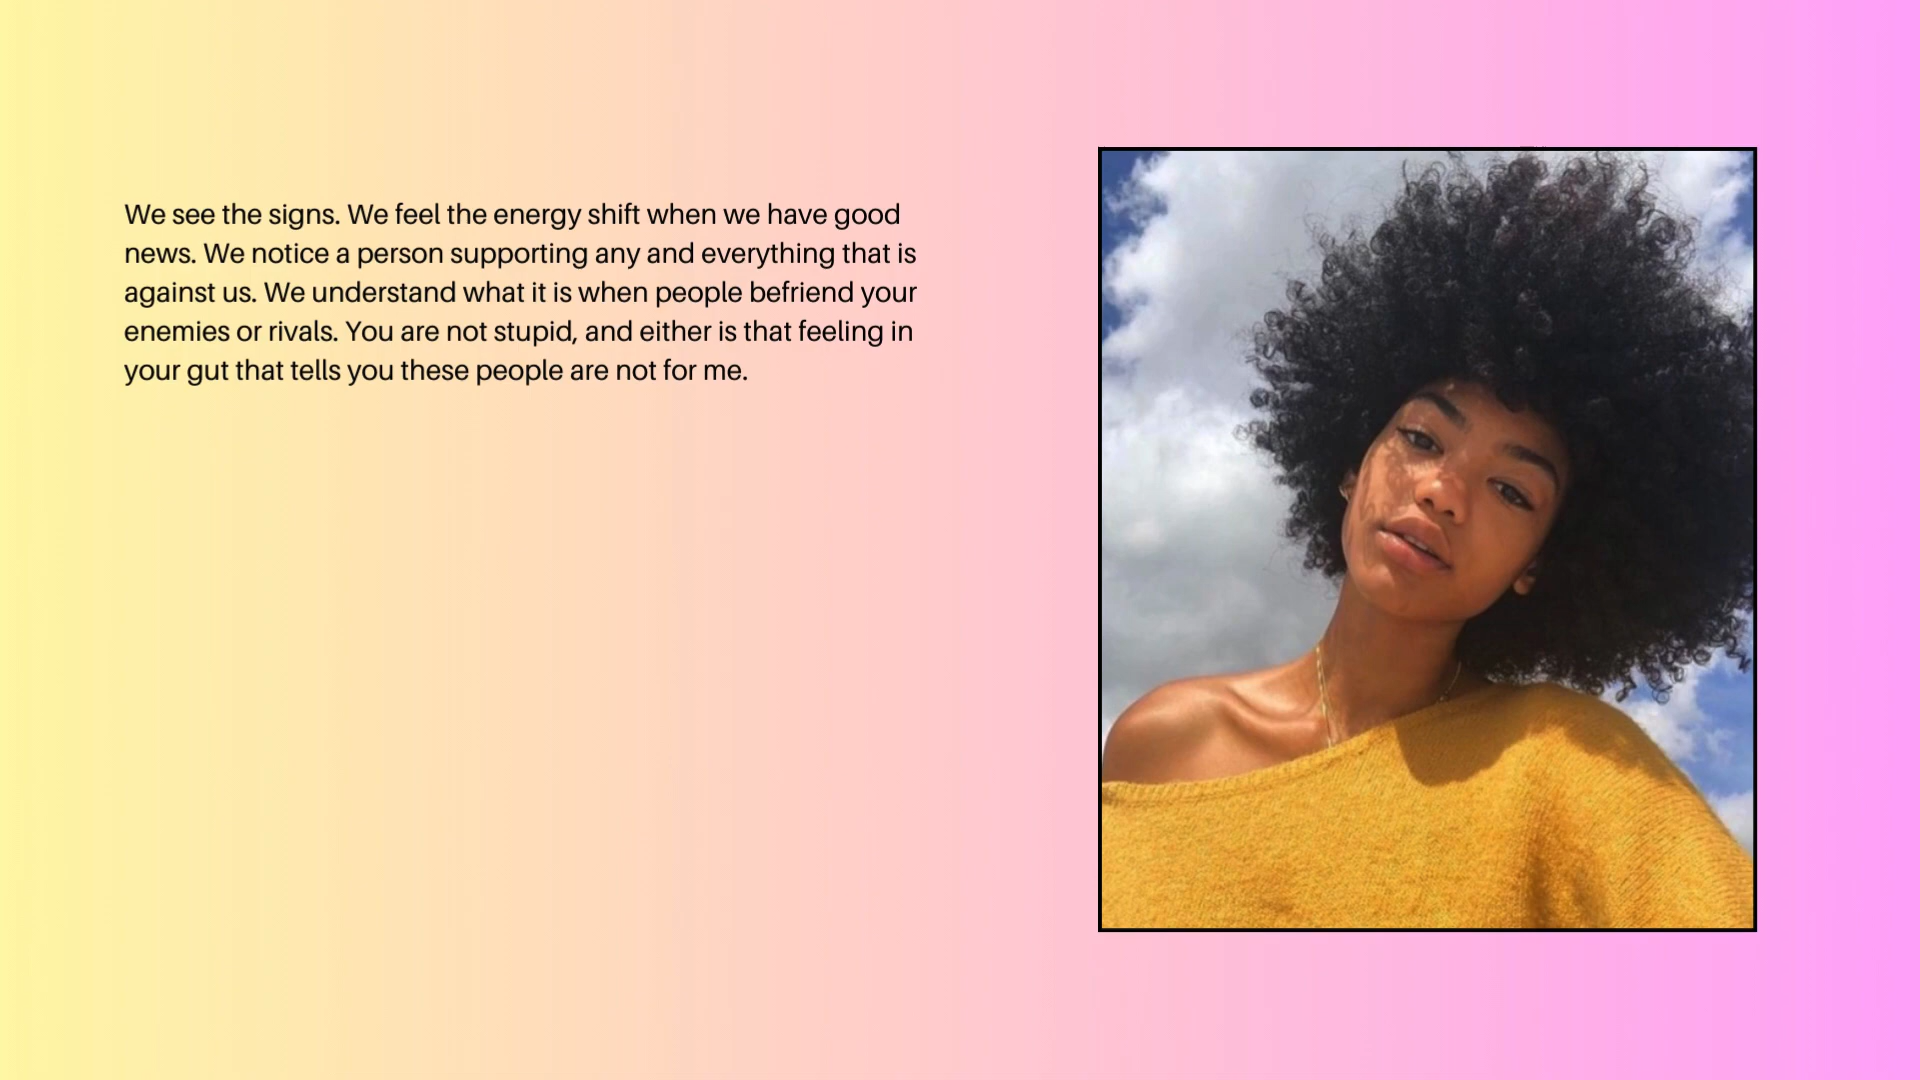 We see the signs. We feel the energy shift when we have good
news. We notice a person supporting any and everything that is
against us. We understand what it is when people befriend your
enemies or rivals. You are not stupid, and either is that feeling in
your gut that tells you these people are not for me.